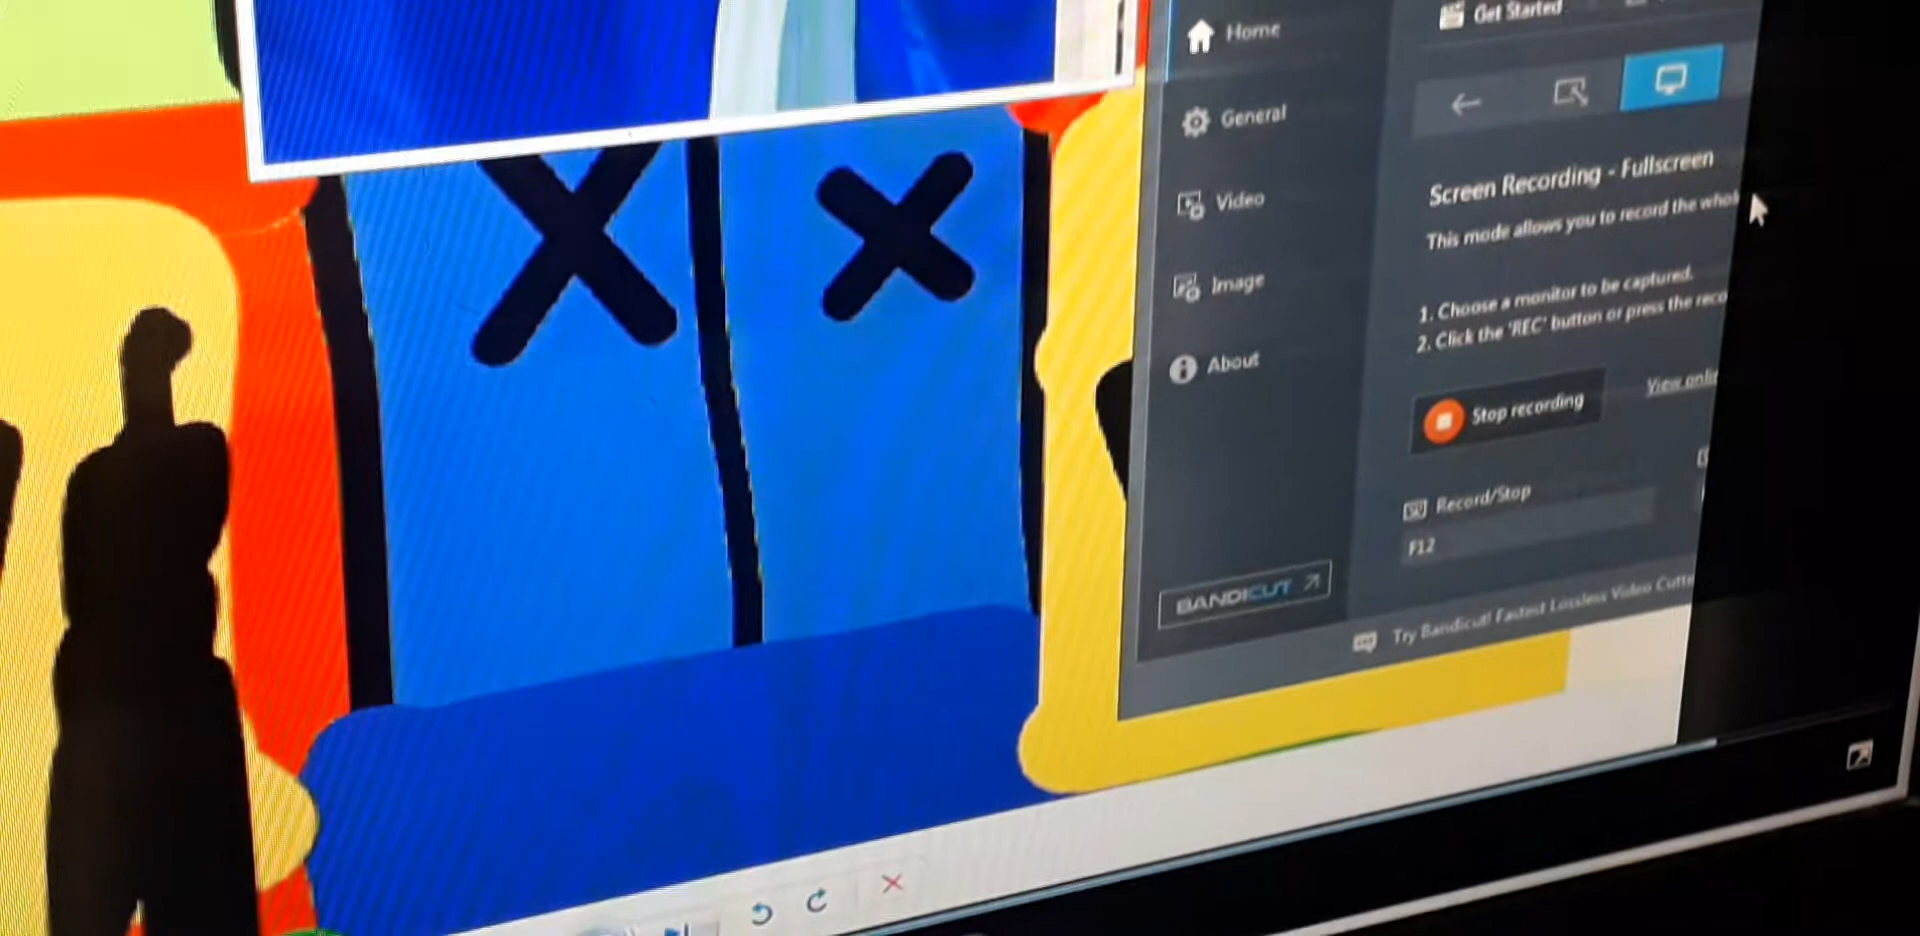 Home
General
Video
Image
About
BANDICUT
Get Started
Screen Recording - Fullscreen
This mode allows you to record the
1. Choose a monitor to be captured.
2. Click the 'REC' button or press the
Stop recording
View
Record/Stop
F12
Try Bandicut! Fastest Lossless Video